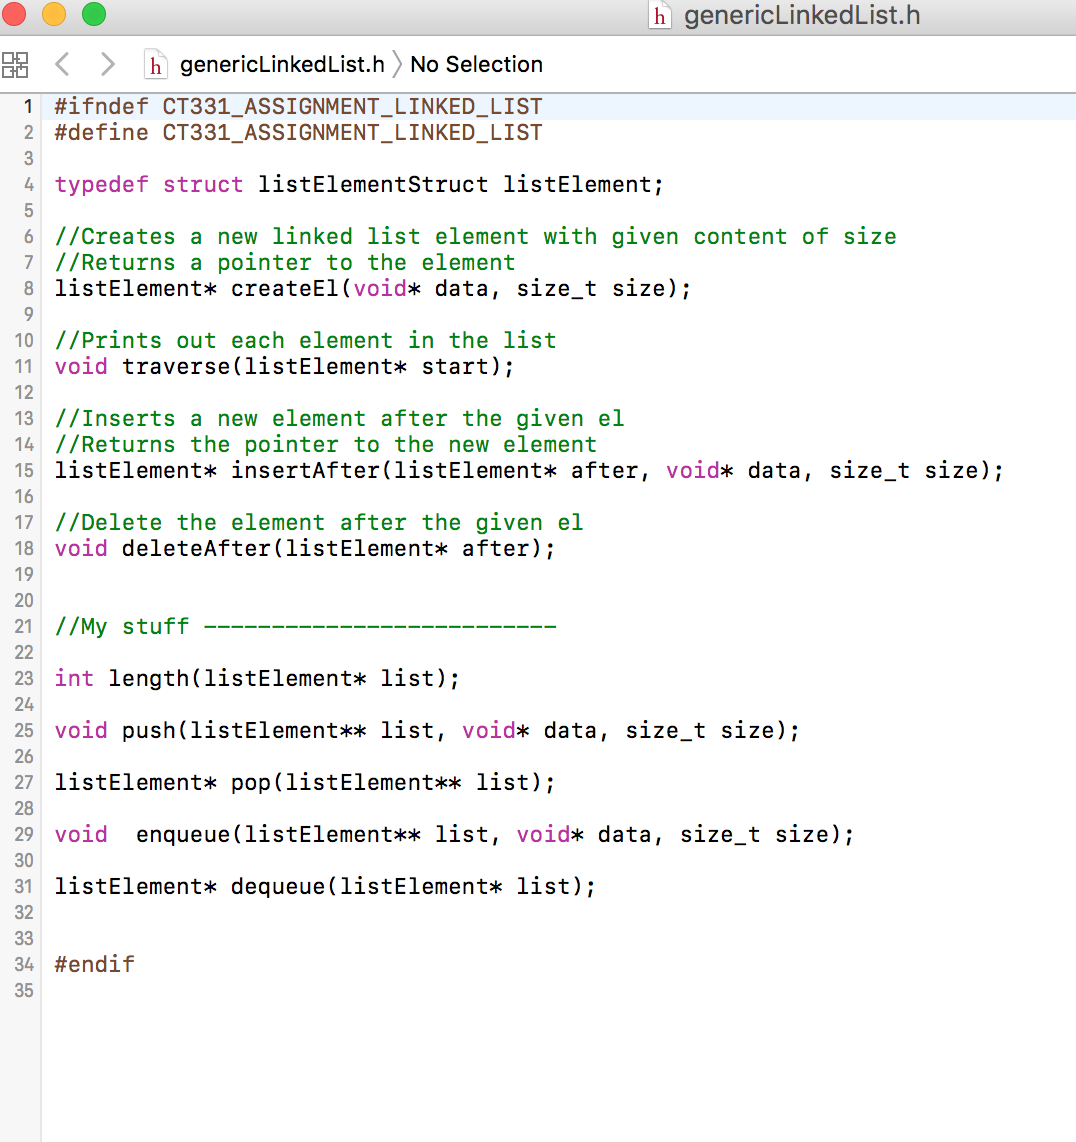 h genericLinkedList.h
h genericLinkedList.h 〉 No Selection
1 #ifndef CT331_ASSIGNMENT_LINKED_LIST
2 #define CT331_ASSIGNMENT_LINKED_LIST
3
4 typedef struct listElementStruct listElement;
5
6 //Creates a new linked list element with given content of size
7 //Returns a pointer to the element
8 listElement* createEl(void* data, size_t size);
9
10 //Prints out each element in the list
11 void traverse(listElement* start);
12
13 //Inserts a new element after the given el
14 //Returns the pointer to the new element
15 listElement* insertAfter(listElement* after, void* data, size_t size);
16
17 //Delete the element after the given el
18 void deleteAfter(listElement* after);
19
20
21 //My stuff --------------------------
22
23 int length(listElement* list);
24
25 void push(listElement** list, void* data, size_t size);
26
27 listElement* pop(listElement** list);
28
29 void  enqueue(listElement** list, void* data, size_t size);
30
31 listElement* dequeue(listElement* list);
32
33
34 #endif
35